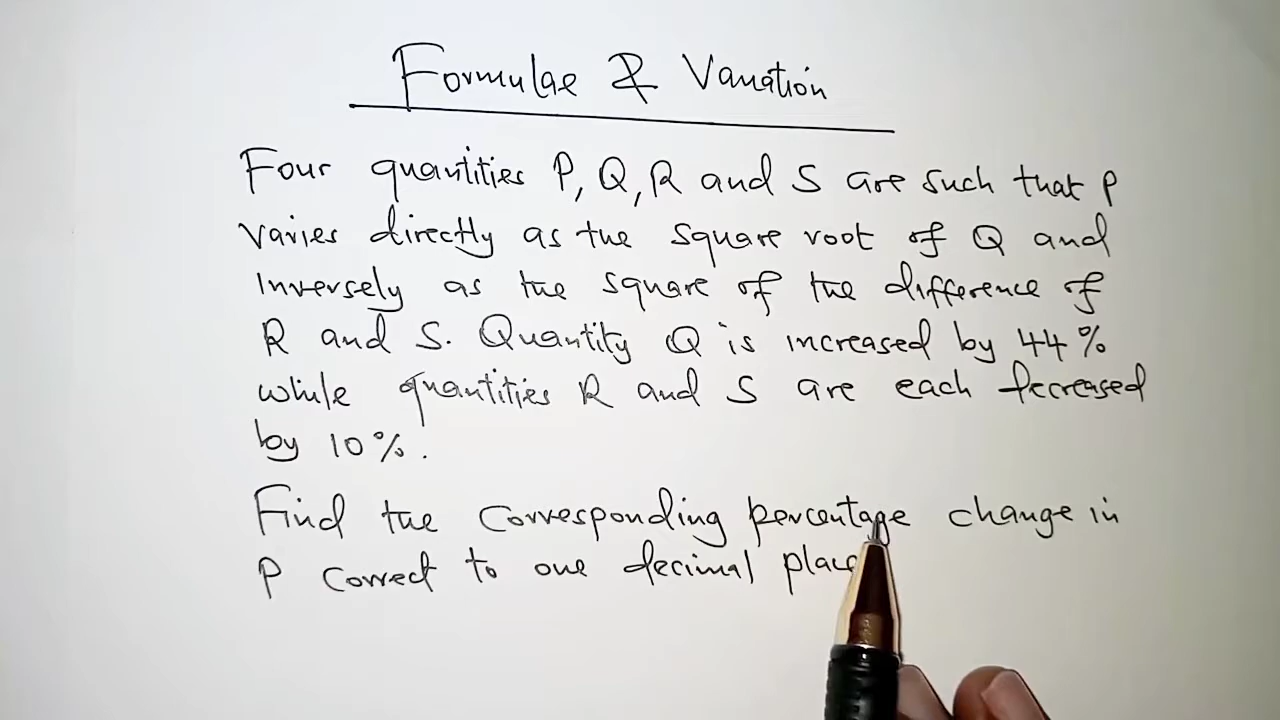 Formulae & Variation
Four quantities P, Q, R and S are such that P
varies directly as the square root of Q and
Inversely as the square of the difference of
R and S. Quantity Q is increased by 44%
while quantities R and S are each decreased
by 10%.
Find the corresponding percentage change in
P correct to one decimal place